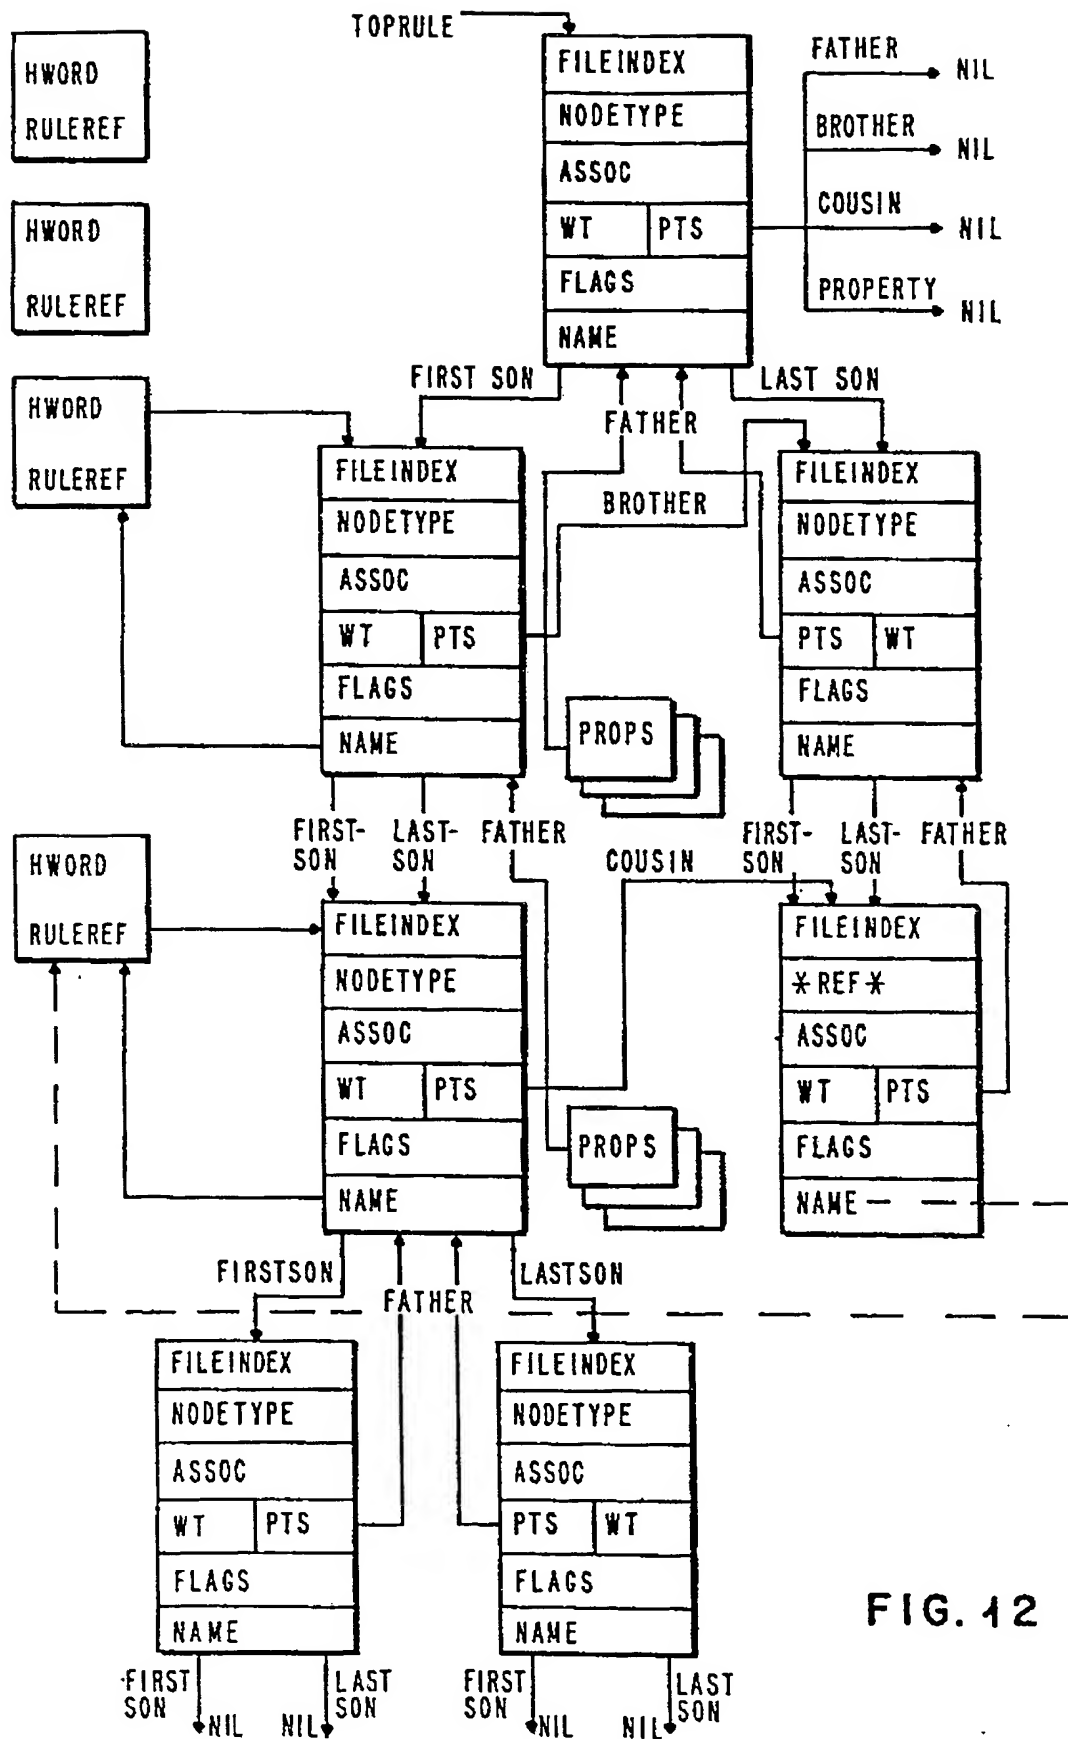 TOPRULE
HWORD
RULEREF
HWORD
RULEREF
HWORD
RULEREF
HWORD
RULEREF
FILEINDEX
NODETYPE
ASSOC
WT PTS
FLAGS
NAME
FATHER NIL
BROTHER NIL
COUSIN NIL
PROPERTY NIL
FIRST SON
LAST SON
FATHER
BROTHER
FILEINDEX
NODETYPE
ASSOC
WT PTS
FLAGS
NAME
FILEINDEX
NODETYPE
ASSOC
PTS WT
FLAGS
NAME
PROPS
FIRST-
SON
LAST-
SON
FATHER
COUSIN
FIRST-
SON
LAST-
SON
FATHER
FILEINDEX
NODETYPE
ASSOC
WT PTS
FLAGS
NAME
PROPS
FILEINDEX
*REF*
ASSOC
WT PTS
FLAGS
NAME
FIRSTSON
FATHER
LASTSON
FILEINDEX
NODETYPE
ASSOC
WT PTS
FLAGS
NAME
FILEINDEX
NODETYPE
ASSOC
PTS WT
FLAGS
NAME
FIRST
SON
NIL
LAST
SON
NIL
FIRST
SON
NIL
LAST
SON
NIL
FIG. 12